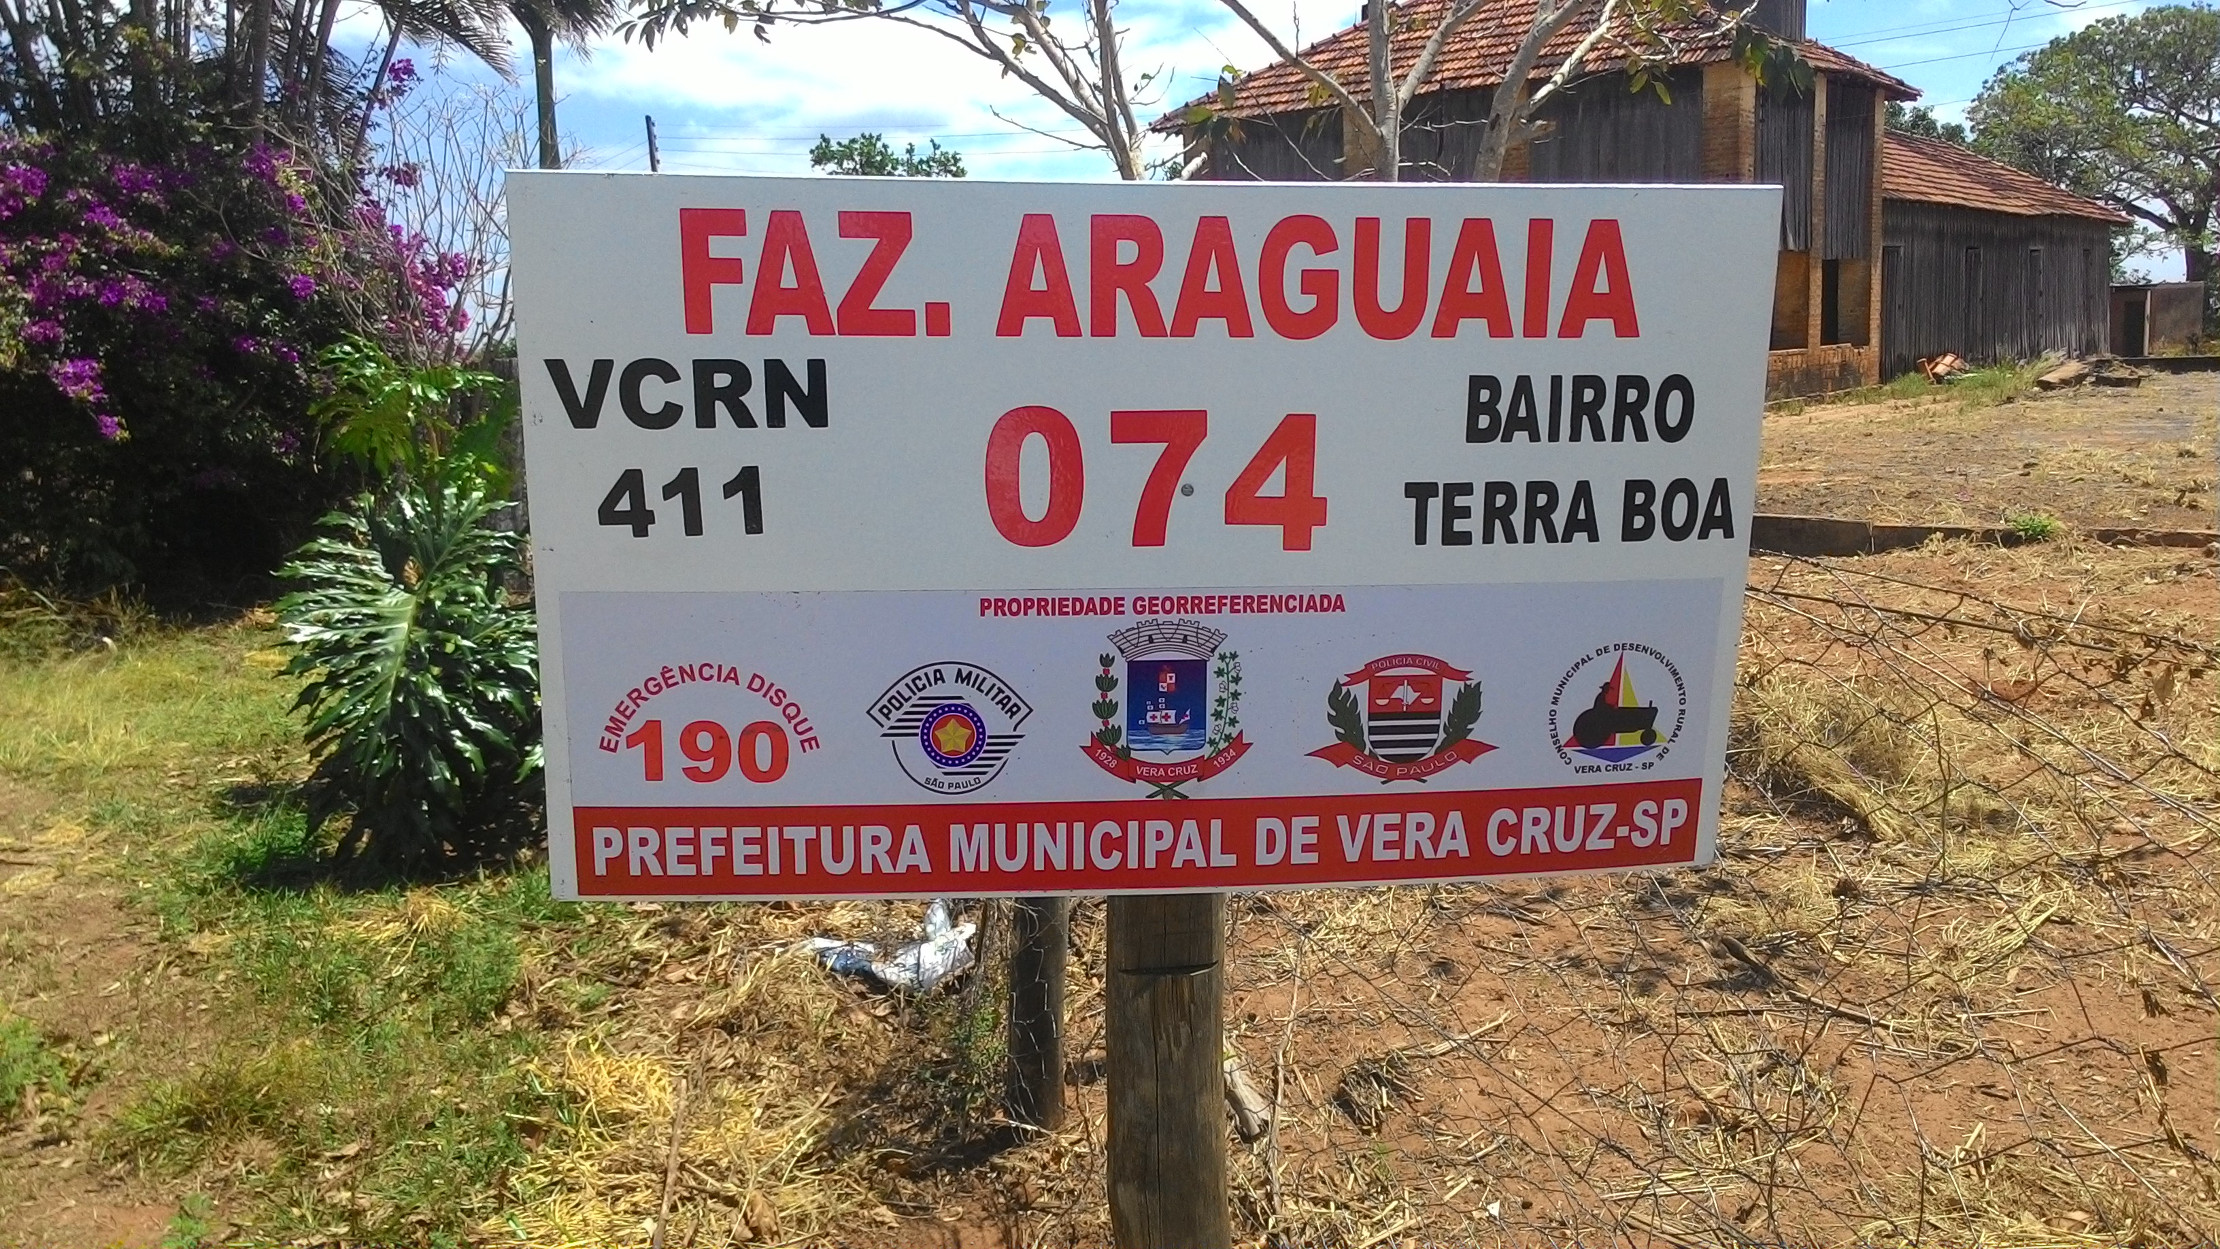 FAZ. ARAGUAIA
VCRN
411
074
BAIRRO
TERRA BOA
PROPRIEDADE GEORREFERENCIADA
EMERGÊNCIA DISQUE
190
POLICIA MILITAR
SÃO PAULO
1928
VERA CRUZ
1934
POLICIA CIVIL
SÃO PAULO
CONSELHO MUNICIPAL DE DESENVOLVIMENTO RURAL DE
VERA CRUZ - SP
PREFEITURA MUNICIPAL DE VERA CRUZ-SP